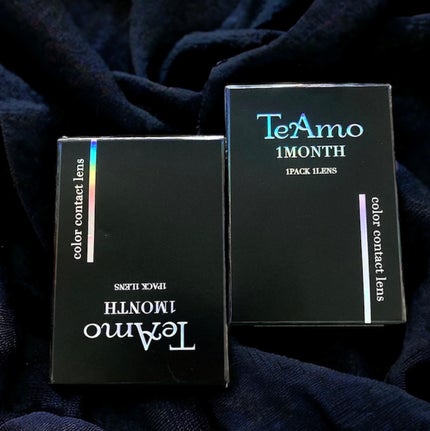 TeAmo
1MONTH
1PACK 1LENS
color contact lens
color contact lens
1PACK 1LENS
1MONTH
TeAmo